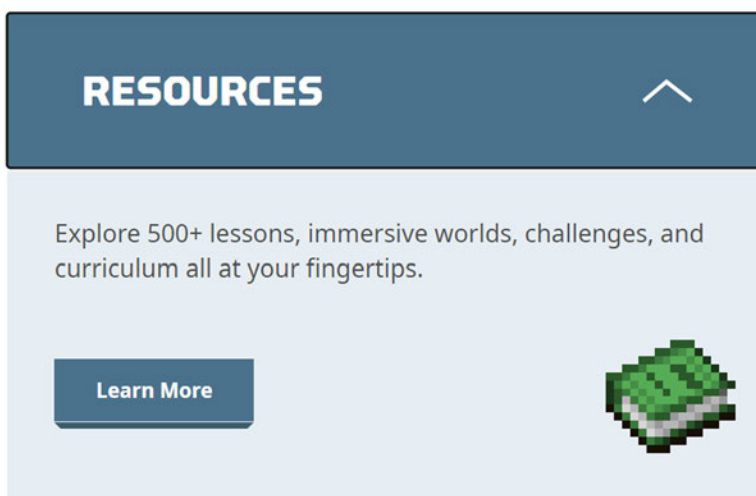 RESOURCES
Explore 500+ lessons, immersive worlds, challenges, and
curriculum all at your fingertips.
Learn More